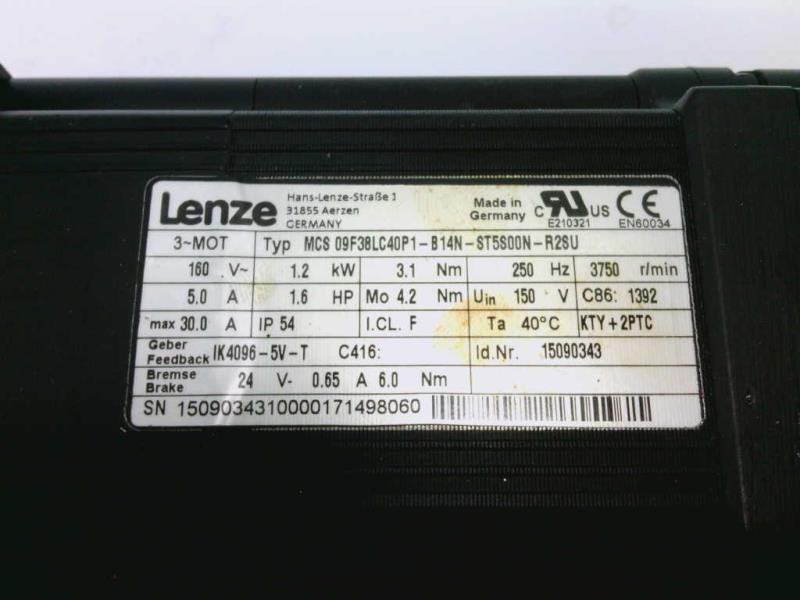 Lenze Hans-Lenze-Straße 1
31855 Aerzen
GERMANY
Made in
Germany
C UR US CE
E210321 EN60034
3~MOT Typ MCS 09F38LC40P1-B14N-ST5S00N-R2SU
160 V~ 1.2 kW 3.1 Nm 250 Hz 3750 r/min
5.0 A 1.6 HP Mo 4.2 Nm Uin 150 V C86: 1392
max 30.0 A IP 54 I.CL. F Ta 40°C KTY+2PTC
Geber
Feedback IK4096-5V-T C416: Id.Nr. 15090343
Bremse
Brake 24 V- 0.65 A 6.0 Nm
SN 1509034310000171498060